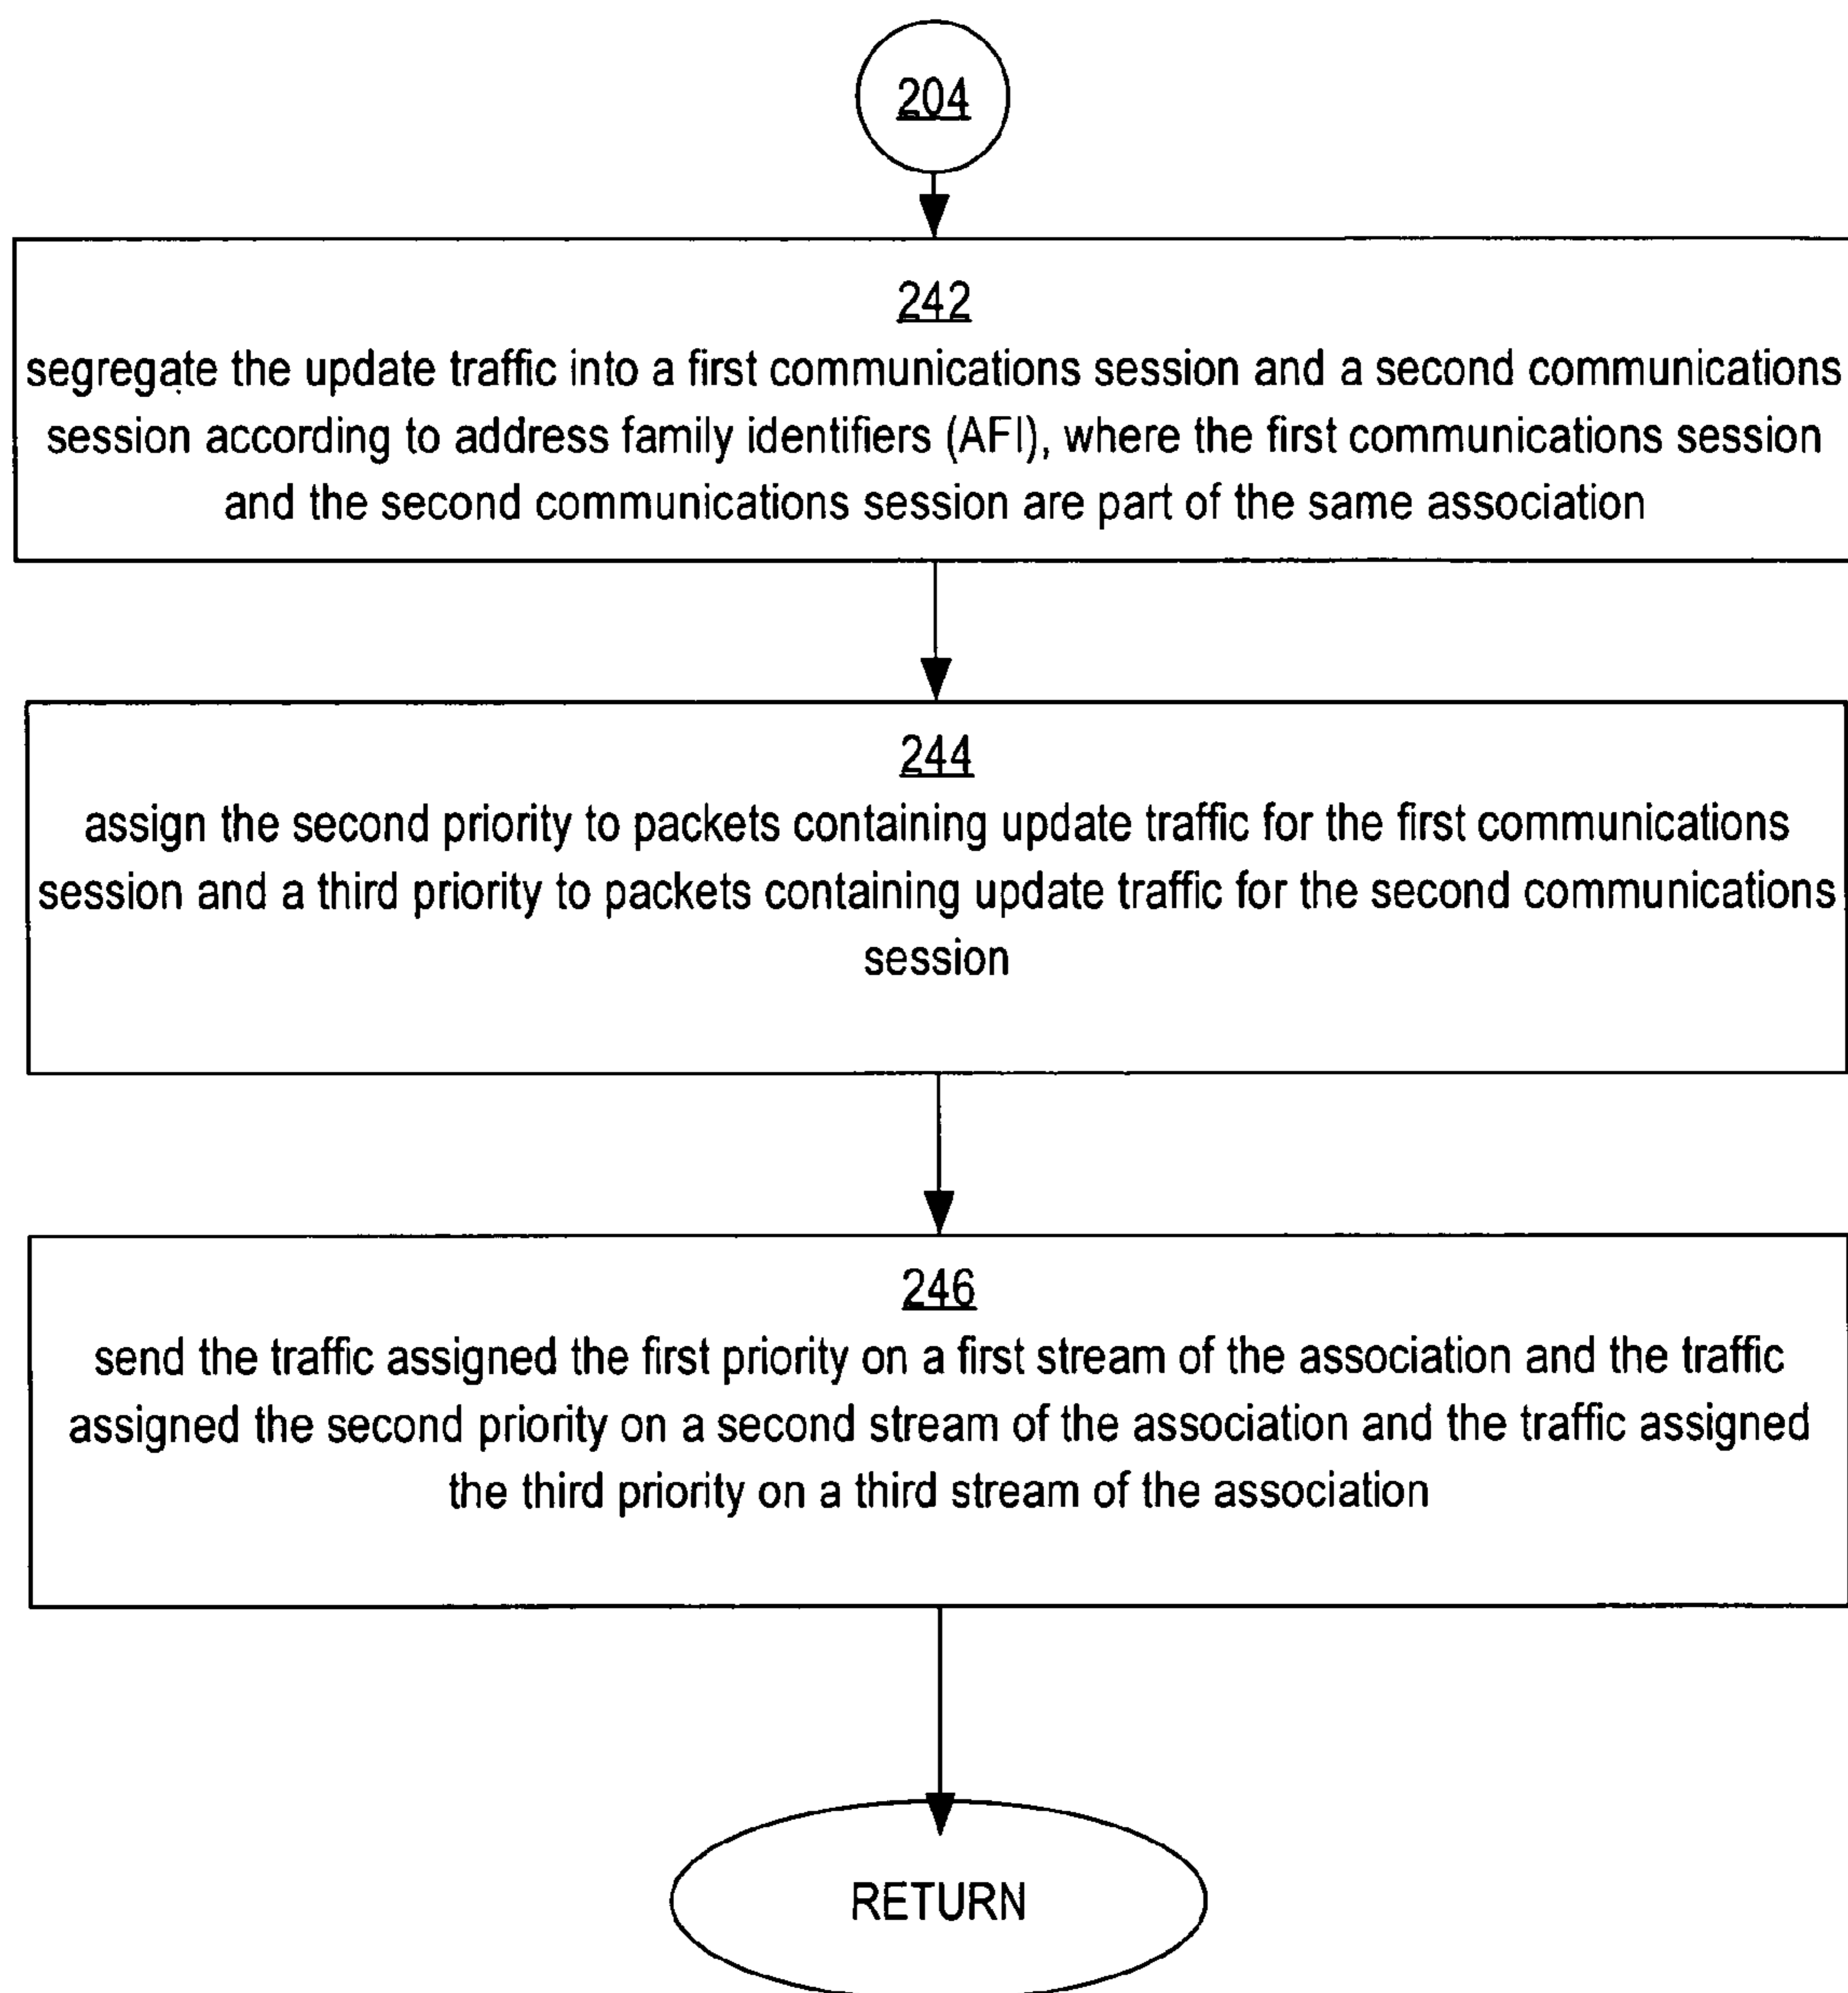 204
242
segregate the update traffic into a first communications session and a second communications
session according to address family identifiers (AFI), where the first communications session
and the second communications session are part of the same association
244
assign the second priority to packets containing update traffic for the first communications
session and a third priority to packets containing update traffic for the second communications
session
246
send the traffic assigned the first priority on a first stream of the association and the traffic
assigned the second priority on a second stream of the association and the traffic assigned
the third priority on a third stream of the association
RETURN